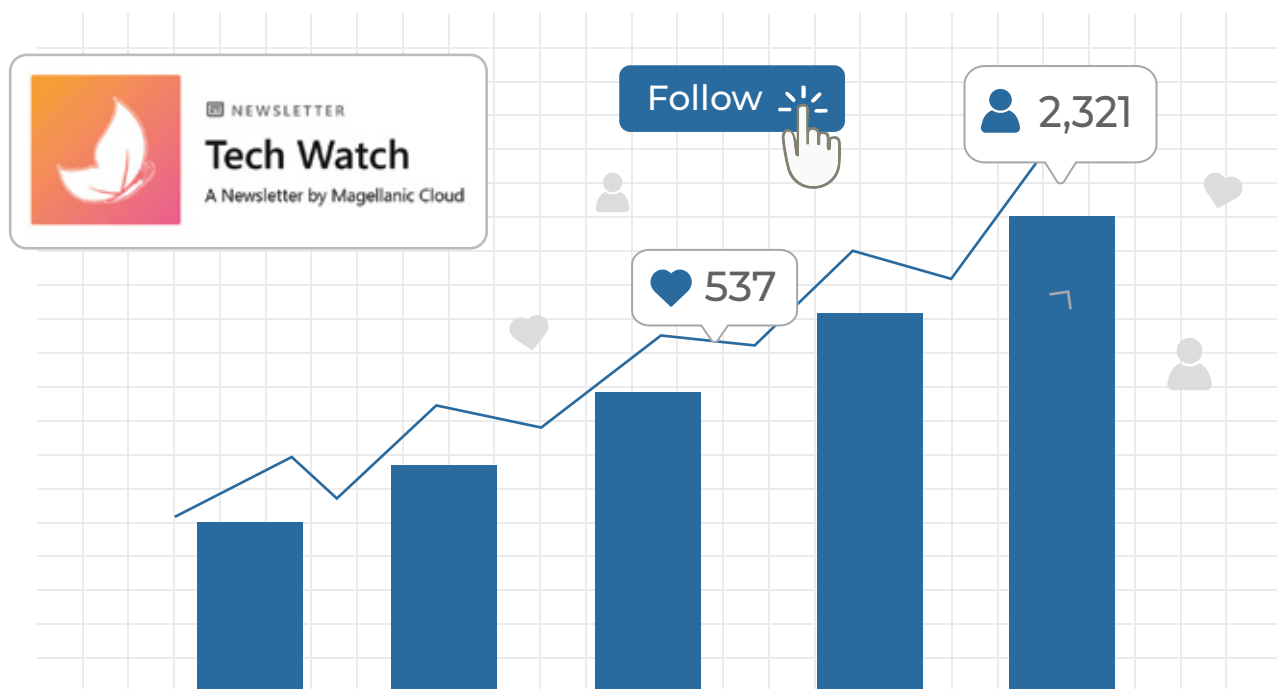 NEWSLETTER
Tech Watch
A Newsletter by Magellanic Cloud
Follow
2,321
537